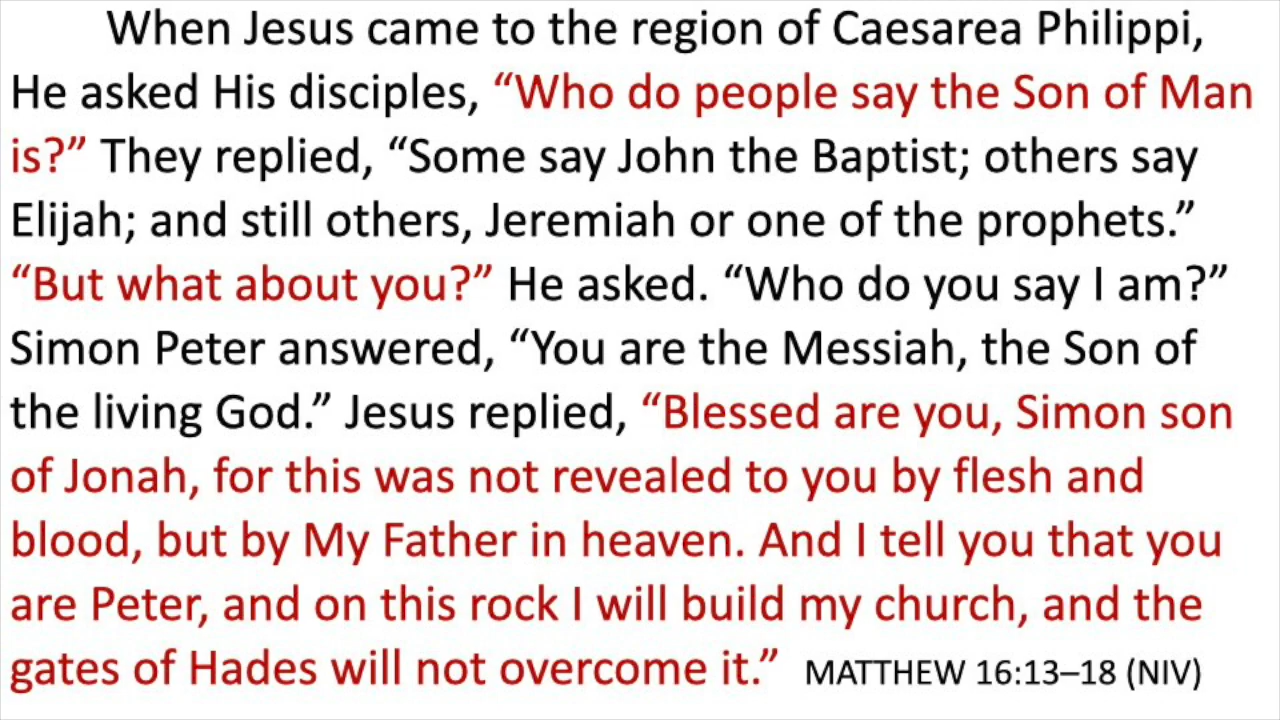 When Jesus came to the region of Caesarea Philippi,
He asked His disciples, “Who do people say the Son of Man
is?” They replied, “Some say John the Baptist; others say
Elijah; and still others, Jeremiah or one of the prophets.”
“But what about you?” He asked. “Who do you say I am?”
Simon Peter answered, “You are the Messiah, the Son of
the living God.” Jesus replied, “Blessed are you, Simon son
of Jonah, for this was not revealed to you by flesh and
blood, but by My Father in heaven. And I tell you that you
are Peter, and on this rock I will build my church, and the
gates of Hades will not overcome it.” MATTHEW 16:13–18 (NIV)